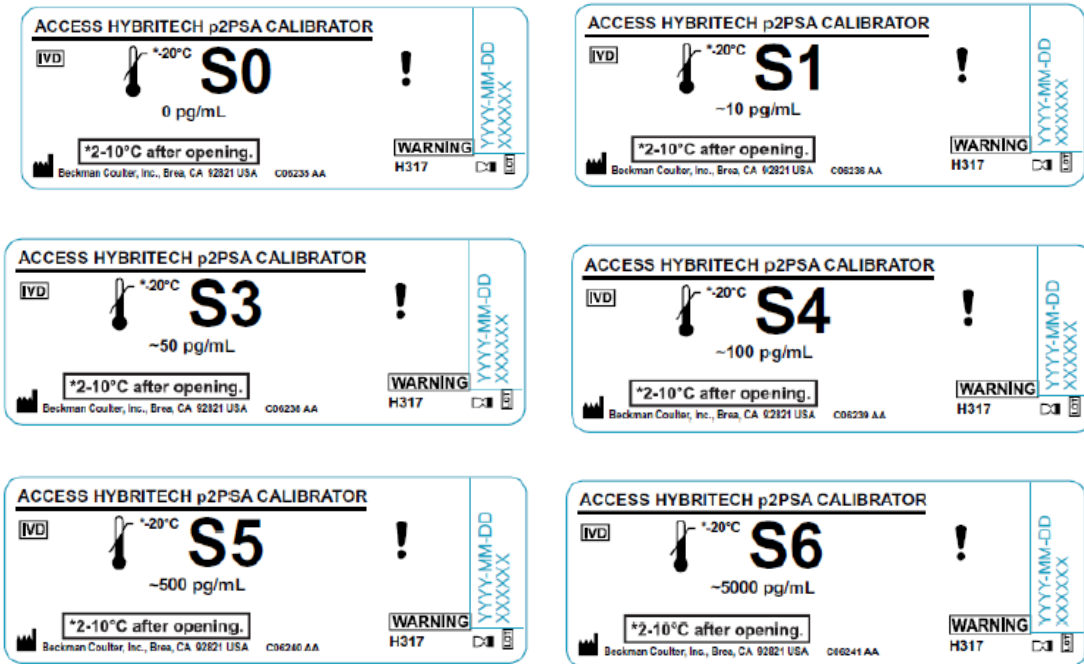 ACCESS HYBRITECH p2PSA CALIBRATOR
IVD
*-20°C
S0
0 pg/mL
!
*2-10°C after opening.
WARNING
H317
Beckman Coulter, Inc., Brea, CA 92821 USA C06235 AA
YYYY-MM-DD
XXXXXX
LOT
ACCESS HYBRITECH p2PSA CALIBRATOR
IVD
*-20°C
S1
~10 pg/mL
!
*2-10°C after opening.
WARNING
H317
Beckman Coulter, Inc., Brea, CA 92821 USA C06236 AA
YYYY-MM-DD
XXXXXX
LOT
ACCESS HYBRITECH p2PSA CALIBRATOR
IVD
*-20°C
S3
~50 pg/mL
!
*2-10°C after opening.
WARNING
H317
Beckman Coulter, Inc., Brea, CA 92821 USA C06238 AA
YYYY-MM-DD
XXXXXX
LOT
ACCESS HYBRITECH p2PSA CALIBRATOR
IVD
*-20°C
S4
~100 pg/mL
!
*2-10°C after opening.
WARNING
H317
Beckman Coulter, Inc., Brea, CA 92821 USA C06239 AA
YYYY-MM-DD
XXXXXX
LOT
ACCESS HYBRITECH p2PSA CALIBRATOR
IVD
*-20°C
S5
~500 pg/mL
!
*2-10°C after opening.
WARNING
H317
Beckman Coulter, Inc., Brea, CA 92821 USA C06240 AA
YYYY-MM-DD
XXXXXX
LOT
ACCESS HYBRITECH p2PSA CALIBRATOR
IVD
*-20°C
S6
~5000 pg/mL
!
*2-10°C after opening.
WARNING
H317
Beckman Coulter, Inc., Brea, CA 92821 USA C06241 AA
YYYY-MM-DD
XXXXXX
LOT